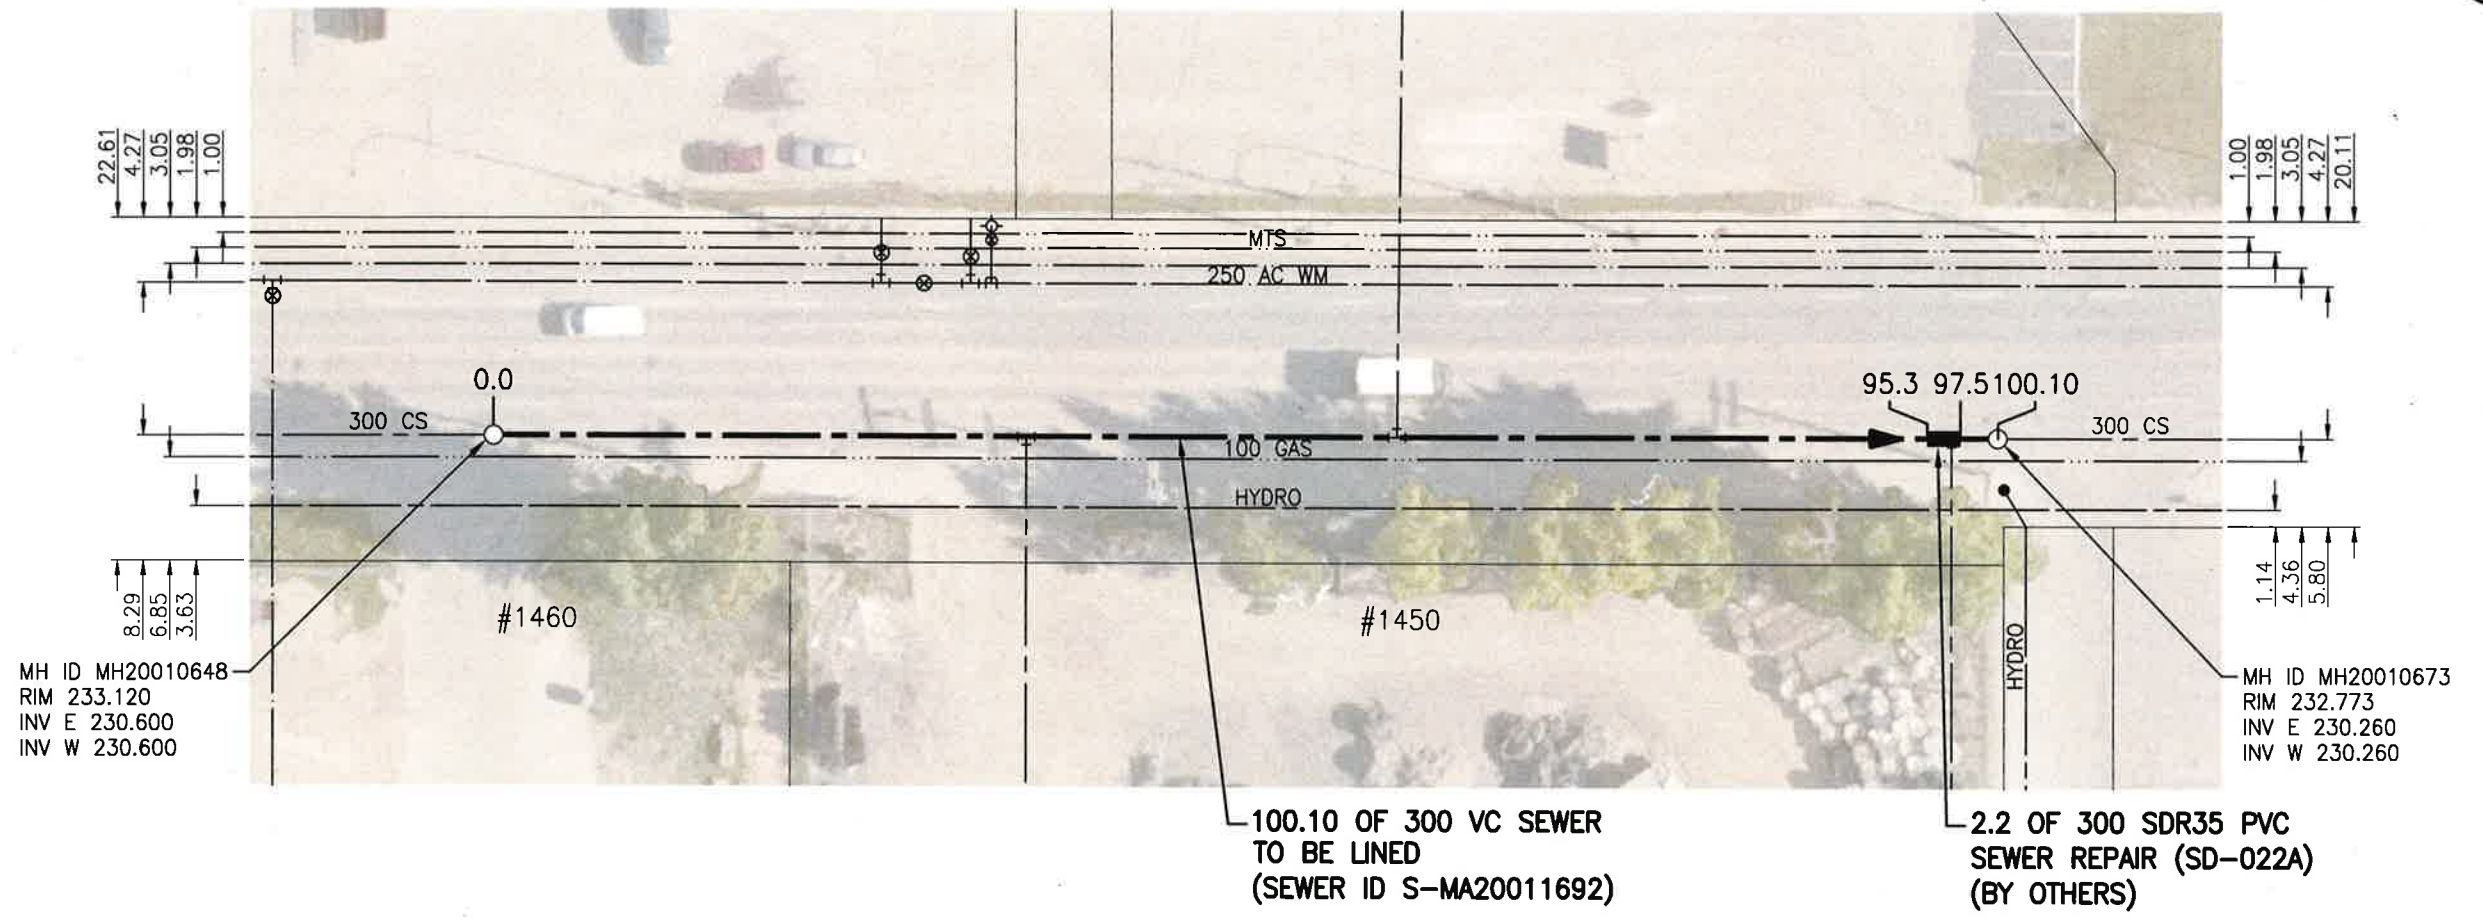 22.61
4.27
3.05
1.98
1.00
1.00
1.98
3.05
4.27
20.11
MTS
250 AC WM
0.0
95.3 97.5 100.10
300 CS
300 CS
100 GAS
HYDRO
8.29
6.85
3.63
1.14
4.36
5.80
#1460
#1450
HYDRO
MH ID MH20010648
RIM 233.120
INV E 230.600
INV W 230.600
MH ID MH20010673
RIM 232.773
INV E 230.260
INV W 230.260
100.10 OF 300 VC SEWER
TO BE LINED
(SEWER ID S-MA20011692)
2.2 OF 300 SDR35 PVC
SEWER REPAIR (SD-022A)
(BY OTHERS)